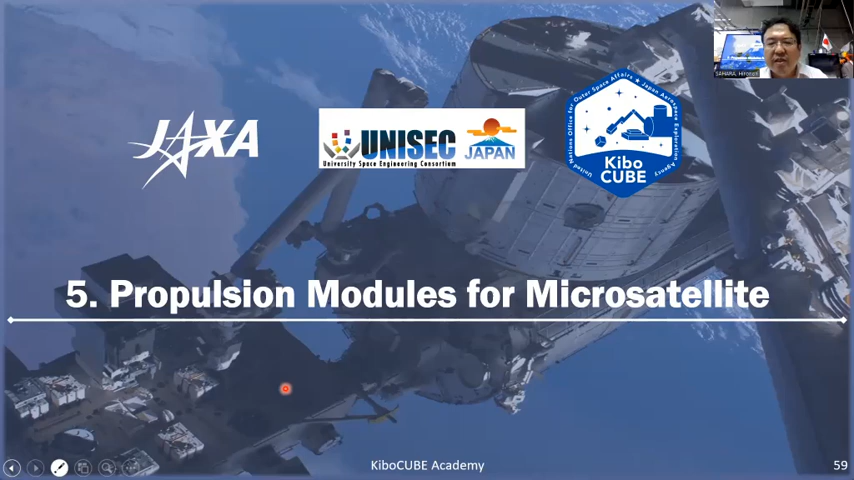 SAHARA, Hironori
JAXA
UNISEC
University Space Engineering Consortium
JAPAN
United Nations Office for Outer Space Affairs ★ Japan Aerospace Exploration Agency
Kibo
CUBE
5. Propulsion Modules for Microsatellite
KiboCUBE Academy
59